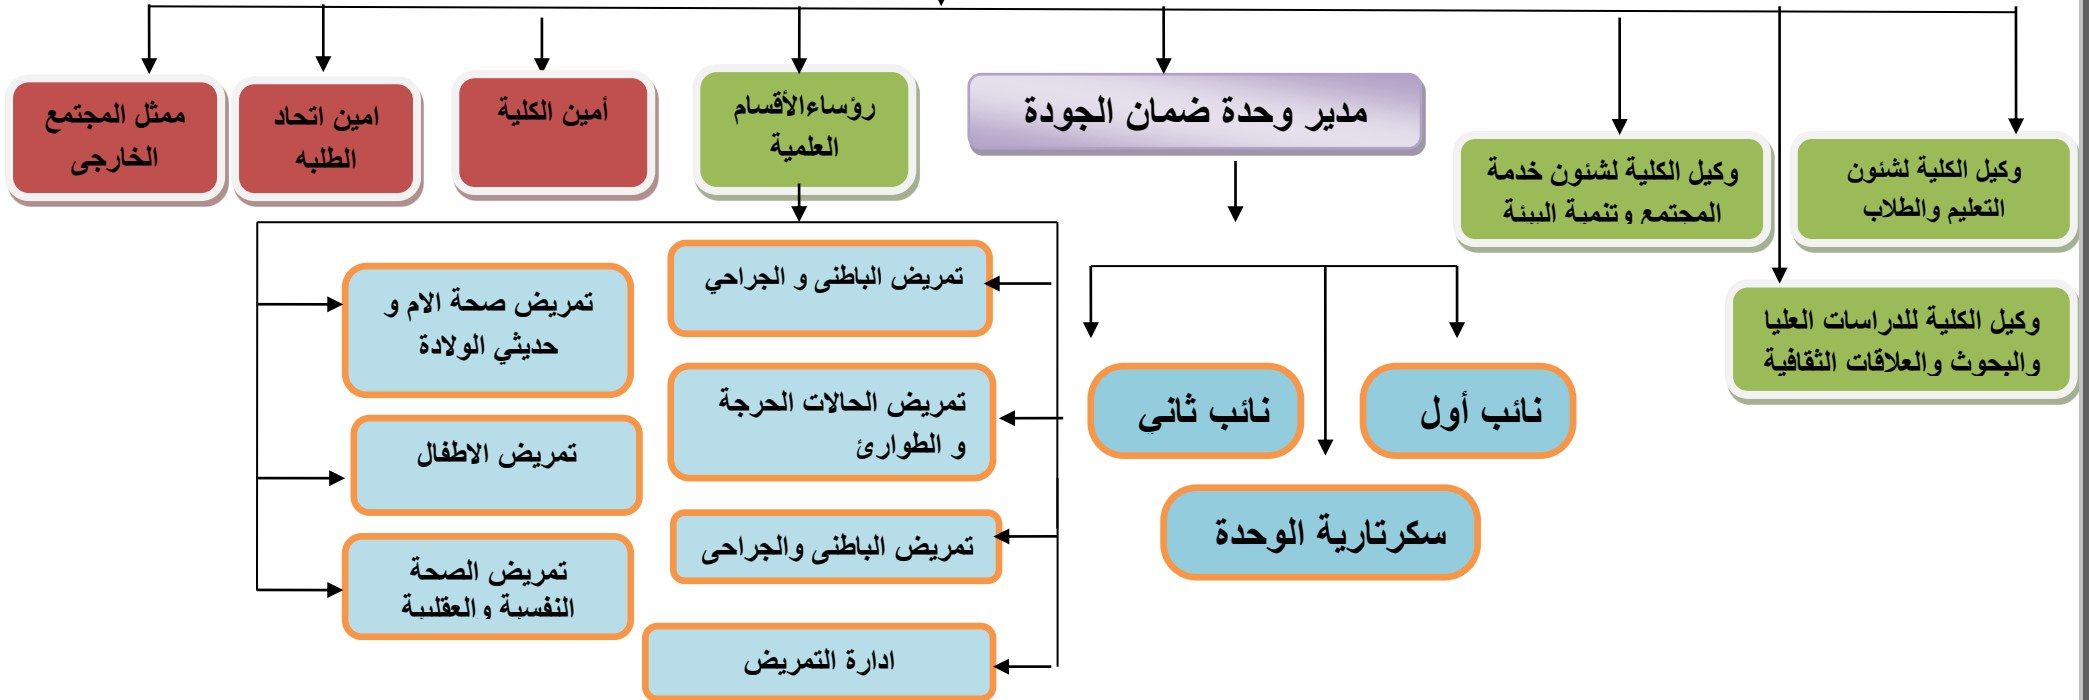 وكيل الكلية لشئون
التعليم والطلاب
وكيل الكلية لشئون خدمة
المجتمع وتنمية البيئة
وكيل الكلية للدراسات العليا
والبحوث والعلاقات الثقافية
مدير وحدة ضمان الجودة
رؤساءالأقسام
العلمية
أمين الكلية
امين اتحاد
الطلبه
ممثل المجتمع
الخارجى
نائب أول
نائب ثاني
سكرتارية الوحدة
تمريض الباطنى و الجراحي
تمريض الحالات الحرجة
و الطوارئ
تمريض الباطنى والجراحى
ادارة التمريض
تمريض صحة الام و
حديثي الولادة
تمريض الاطفال
تمريض الصحة
النفسية والعقليية